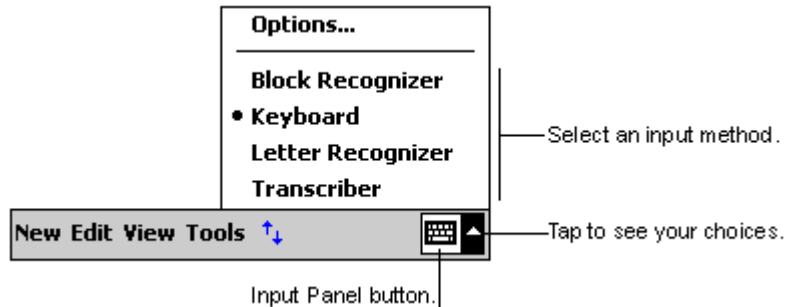 Options...
Block Recognizer
Keyboard
Letter Recognizer
Transcriber
Select an input method.
New Edit View Tools
Tap to see your choices.
Input Panel button.